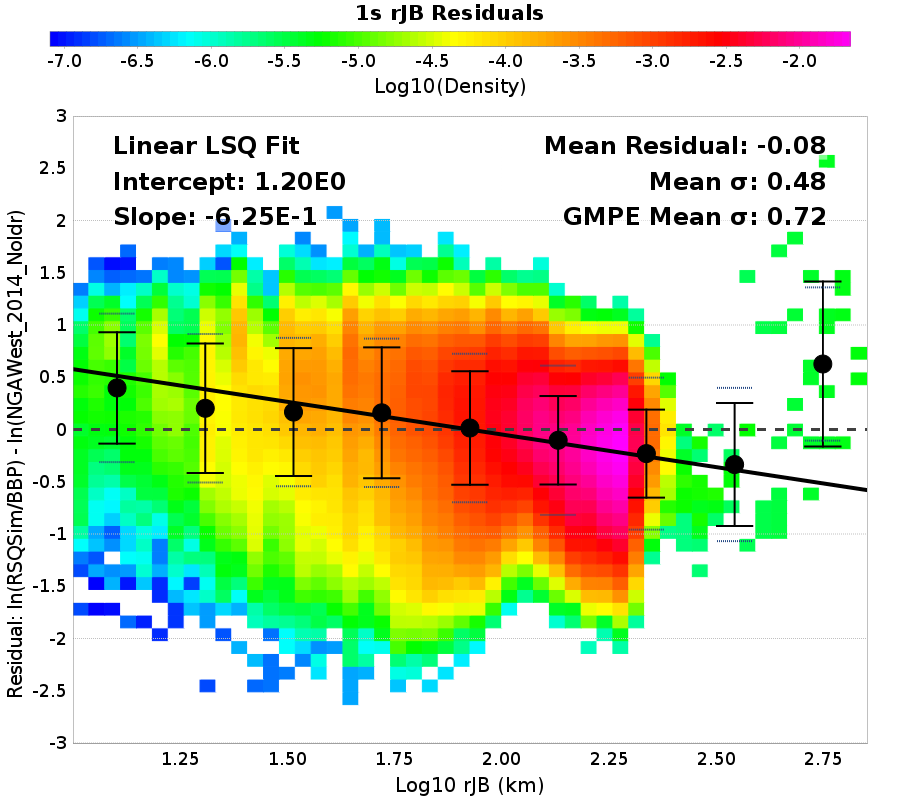 1s rJB Residuals
-7.0 -6.5 -6.0 -5.5 -5.0 -4.5 -4.0 -3.5 -3.0 -2.5 -2.0
Log10(Density)
Linear LSQ Fit
Intercept: 1.20E0
Slope: -6.25E-1
Mean Residual: -0.08
Mean σ: 0.48
GMPE Mean σ: 0.72
Residual: ln(RSQSim/BBP) - ln(NGAWest_2014_NoIdr)
3
2.5
2
1.5
1
0.5
0
-0.5
-1
-1.5
-2
-2.5
-3
1.25 1.50 1.75 2.00 2.25 2.50 2.75
Log10 rJB (km)